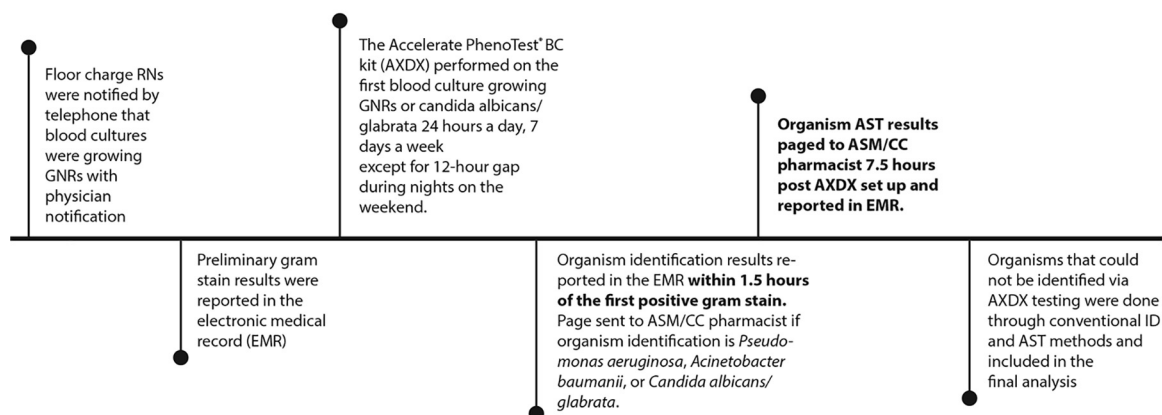 Floor charge RNs
were notified by
telephone that
blood cultures
were growing
GNRs with
physician
notification
Preliminary gram
stain results were
reported in the
electronic medical
record (EMR)
The Accelerate PhenoTest* BC
kit (AXDX) performed on the
first blood culture growing
GNRs or candida albicans/
glabrata 24 hours a day, 7
days a week
except for 12-hour gap
during nights on the
weekend.
Organism identification results re-
ported in the EMR within 1.5 hours
of the first positive gram stain.
Page sent to ASM/CC pharmacist if
organism identification is Pseudo-
monas aeruginosa, Acinetobacter
baumanii, or Candida albicans/
glabrata.
Organism AST results
paged to ASM/CC
pharmacist 7.5 hours
post AXDX set up and
reported in EMR.
Organisms that could
not be identified via
AXDX testing were done
through conventional ID
and AST methods and
included in the
final analysis